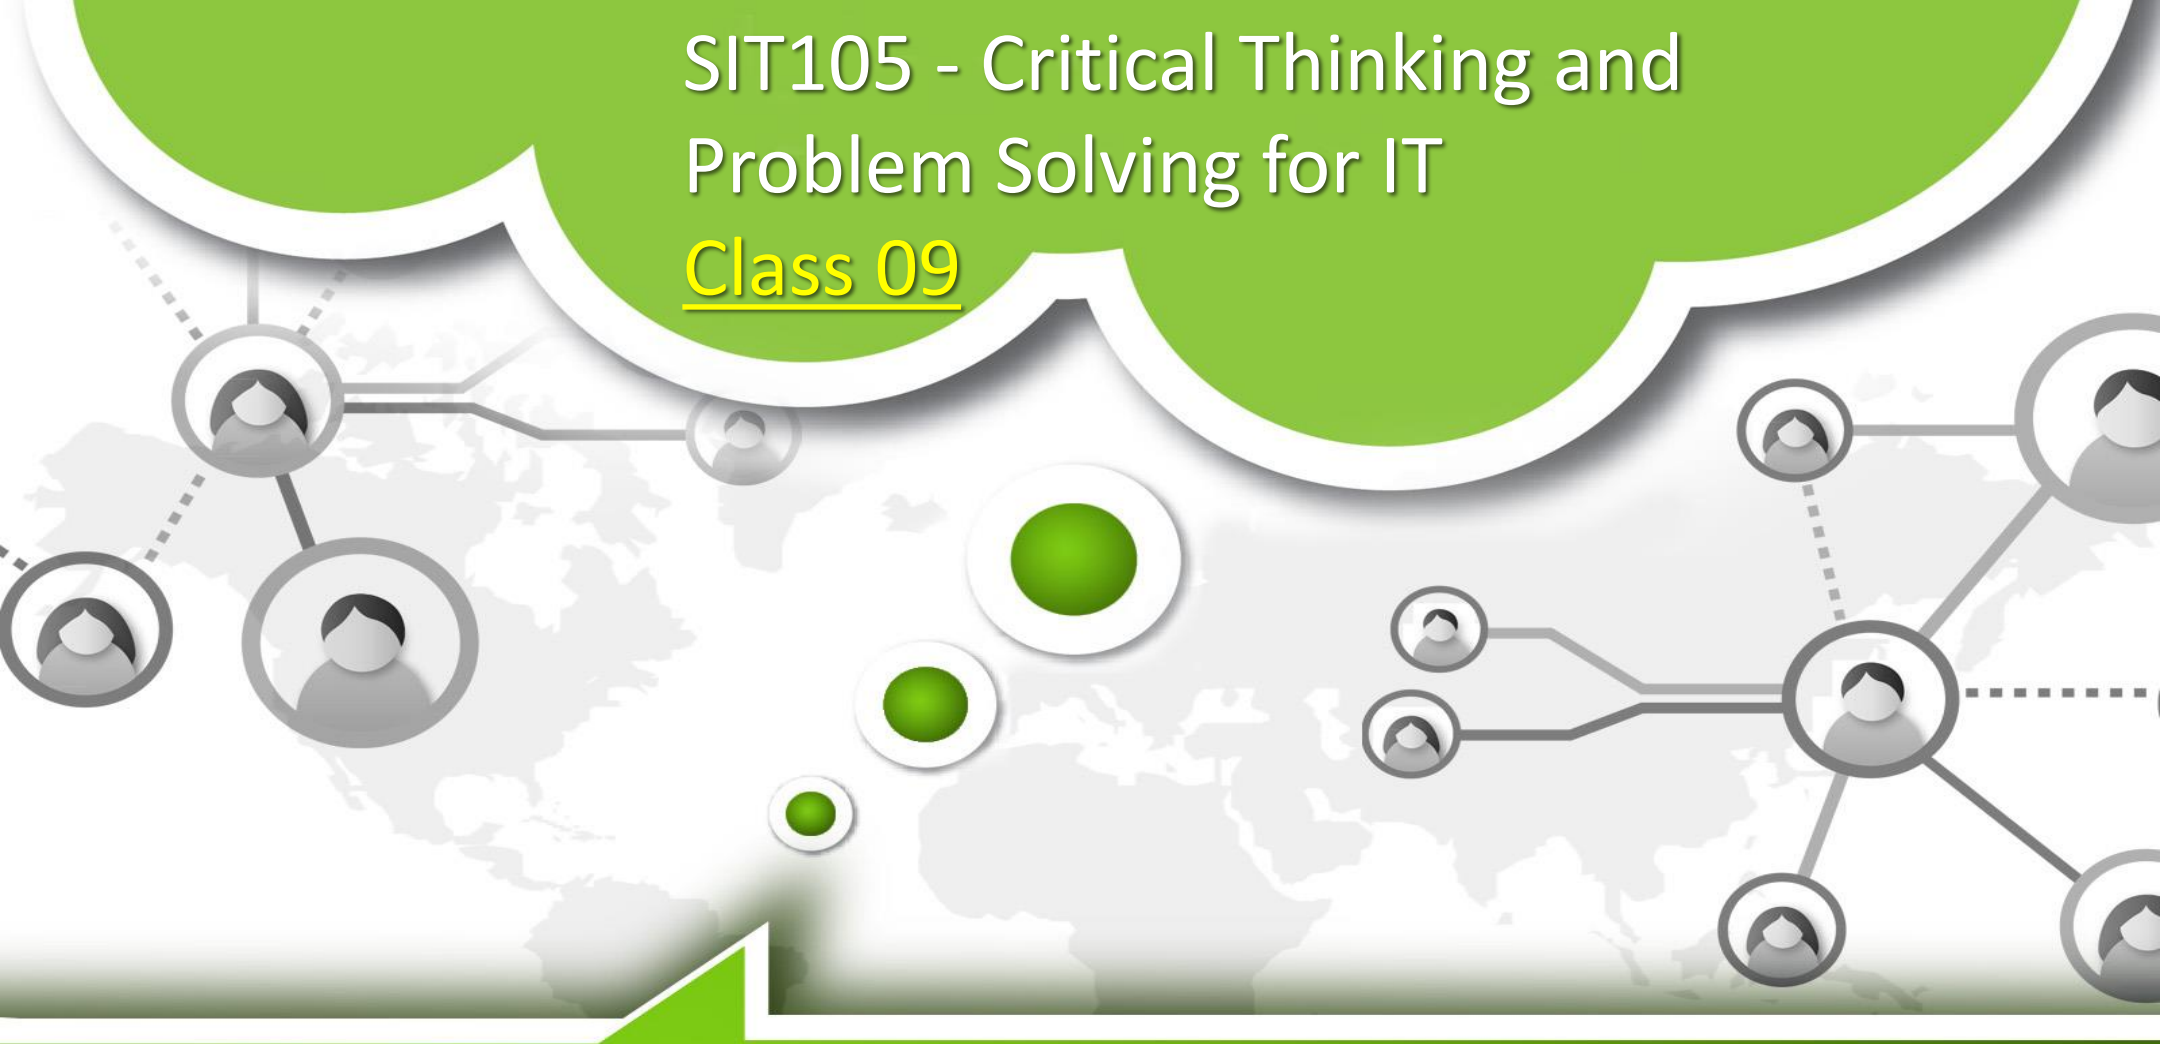 SIT105 - Critical Thinking and
Problem Solving for IT
Class 09